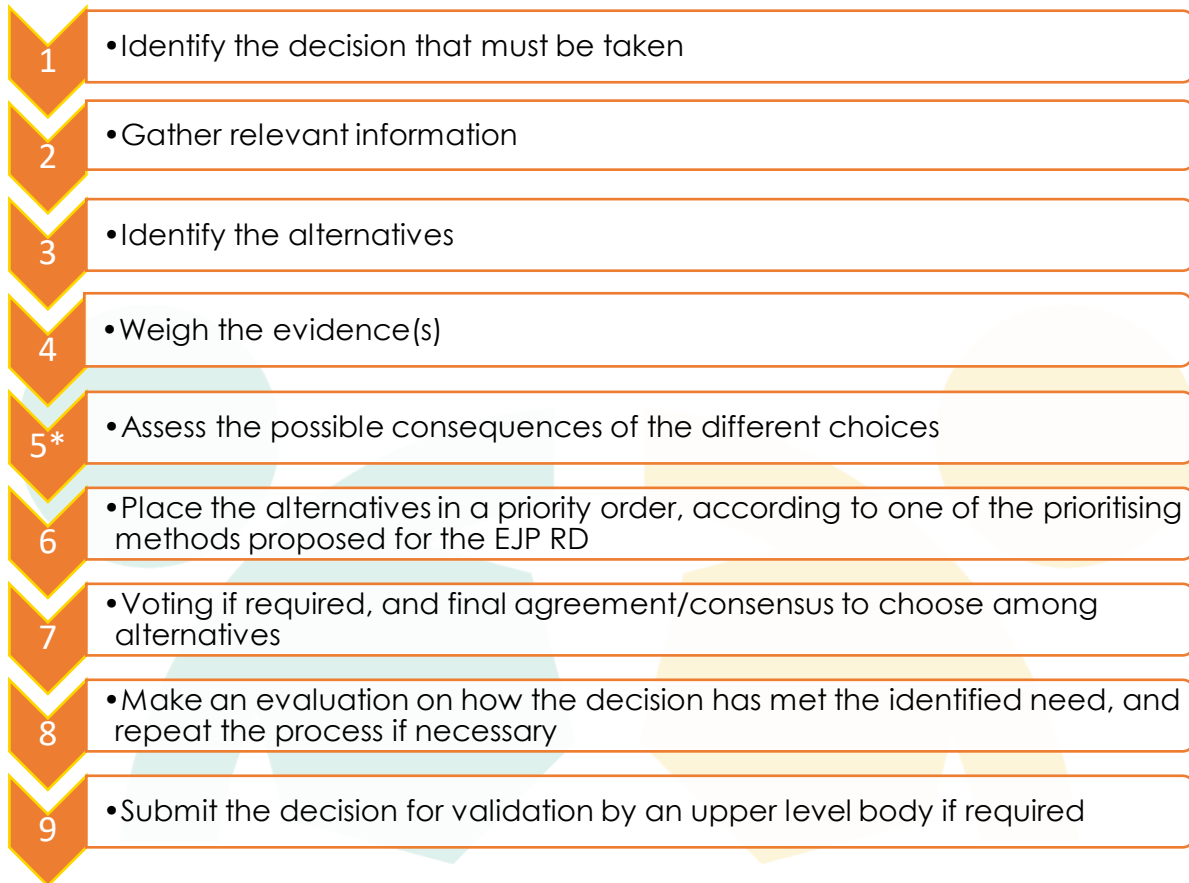 1
•Identify the decision that must be taken
2
•Gather relevant information
3
•Identify the alternatives
4
•Weigh the evidence(s)
5*
•Assess the possible consequences of the different choices
6
•Place the alternatives in a priority order, according to one of the prioritising
methods proposed for the EJP RD
7
•Voting if required, and final agreement/consensus to choose among
alternatives
8
•Make an evaluation on how the decision has met the identified need, and
repeat the process if necessary
9
•Submit the decision for validation by an upper level body if required